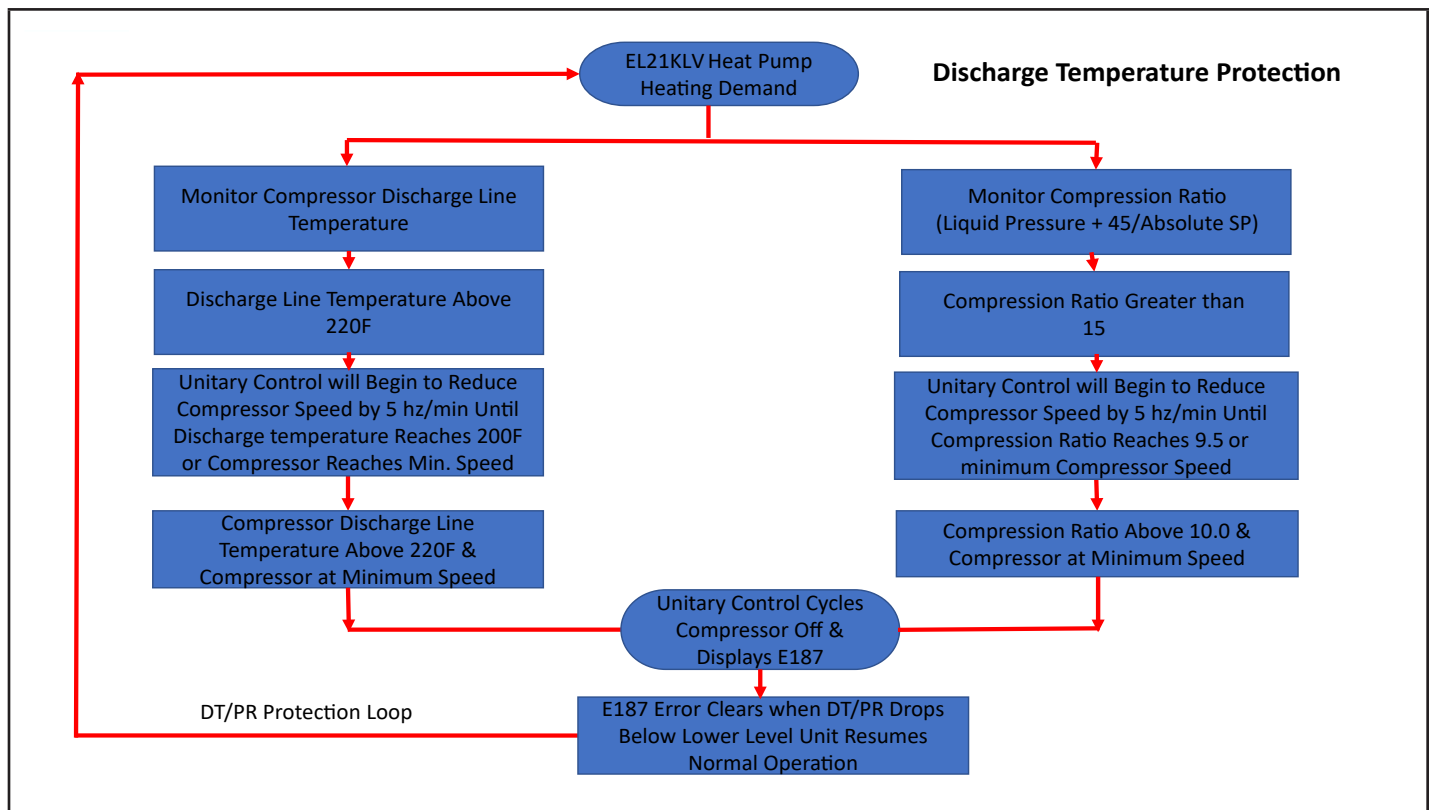 EL21KLV Heat Pump
Heating Demand
Discharge Temperature Protection
Monitor Compressor Discharge Line
Temperature
Discharge Line Temperature Above
220F
Unitary Control will Begin to Reduce
Compressor Speed by 5 hz/min Until
Discharge temperature Reaches 200F
or Compressor Reaches Min. Speed
Compressor Discharge Line
Temperature Above 220F &
Compressor at Minimum Speed
Monitor Compression Ratio
(Liquid Pressure + 45/Absolute SP)
Compression Ratio Greater than
15
Unitary Control will Begin to Reduce
Compressor Speed by 5 hz/min Until
Compression Ratio Reaches 9.5 or
minimum Compressor Speed
Compression Ratio Above 10.0 &
Compressor at Minimum Speed
Unitary Control Cycles
Compressor Off &
Displays E187
E187 Error Clears when DT/PR Drops
Below Lower Level Unit Resumes
Normal Operation
DT/PR Protection Loop